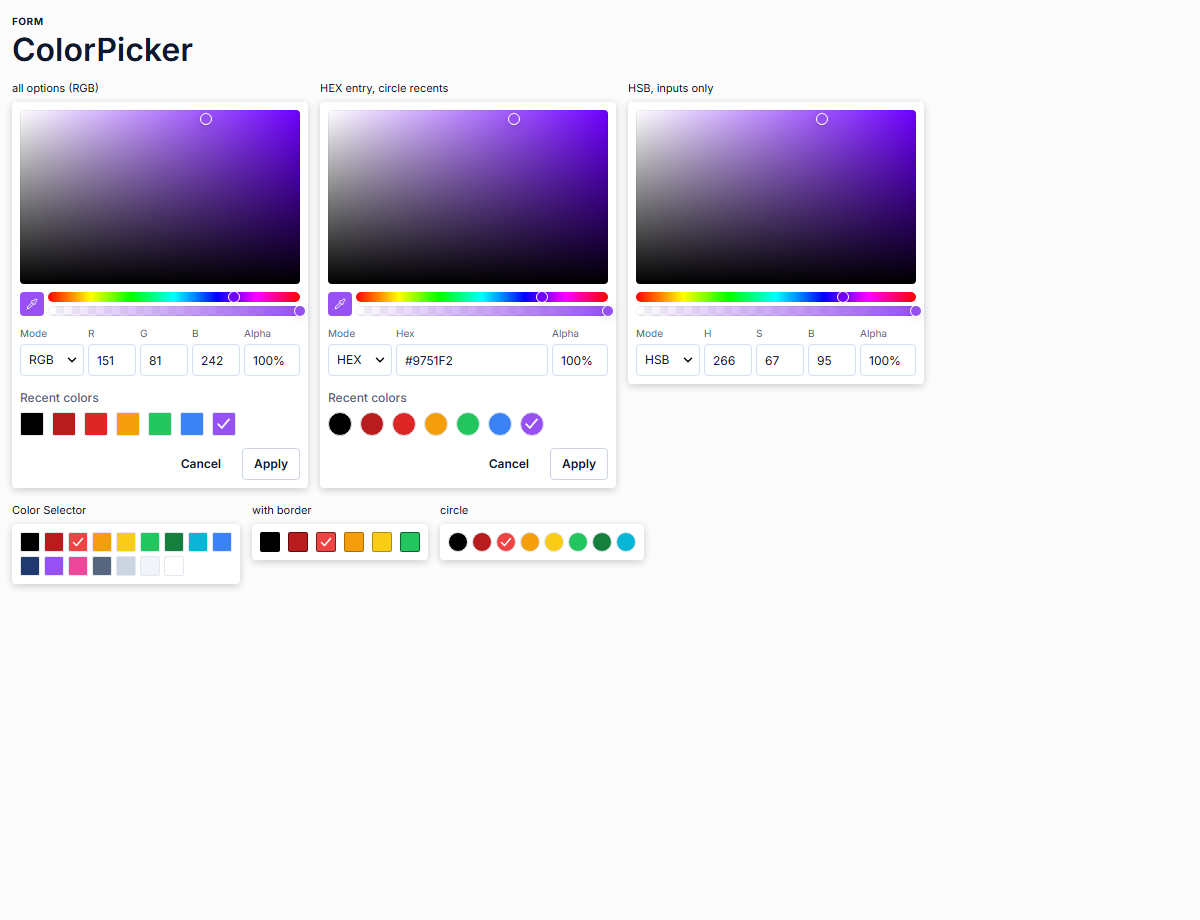 FORM
ColorPicker
all options (RGB)
HEX entry, circle recents
HSB, inputs only
Mode R G B Alpha
RGB 151 81 242 100%
Recent colors
Cancel Apply
Mode Hex Alpha
HEX #9751F2 100%
Recent colors
Cancel Apply
Mode H S B Alpha
HSB 266 67 95 100%
Color Selector
with border
circle